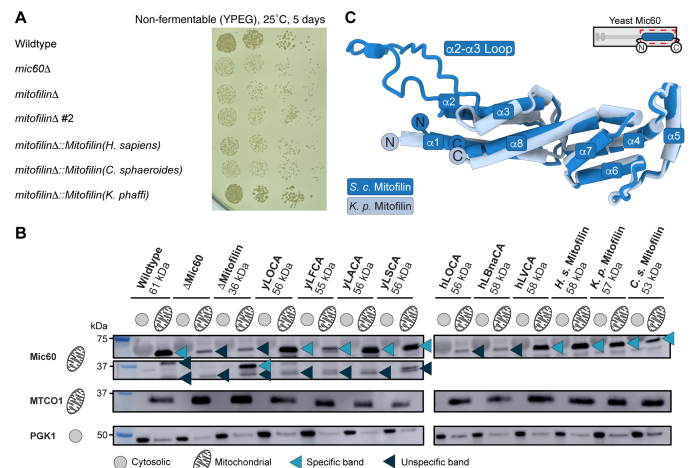 A
Non-fermentable (YPEG), 25°C, 5 days
Wildtype
mic60Δ
mitofilinΔ
mitofilinΔ #2
mitofilinΔ::Mitofilin(H. sapiens)
mitofilinΔ::Mitofilin(C. sphaeroides)
mitofilinΔ::Mitofilin(K. phaffi)
C
Yeast Mic60
N C
α2-α3 Loop
α2 α3
N
N α1 C α8 α7 α4 α5
C
α6
S. c. Mitofilin
K. p. Mitofilin
B
Wildtype 61 kDa
ΔMic60
ΔMitofilin 36 kDa
yLOCA 56 kDa
yLFCA 55 kDa
yLACA 56 kDa
yLSCA 56 kDa
hLOCA 56 kDa
hLBnaCA 58 kDa
hLVCA 58 kDa
H. s. Mitofilin 58 kDa
K. p. Mitofilin 57 kDa
C. s. Mitofilin 53 kDa
kDa
75
Mic60
37
MTCO1 37
PGK1 50
Cytosolic Mitochondrial Specific band Unspecific band